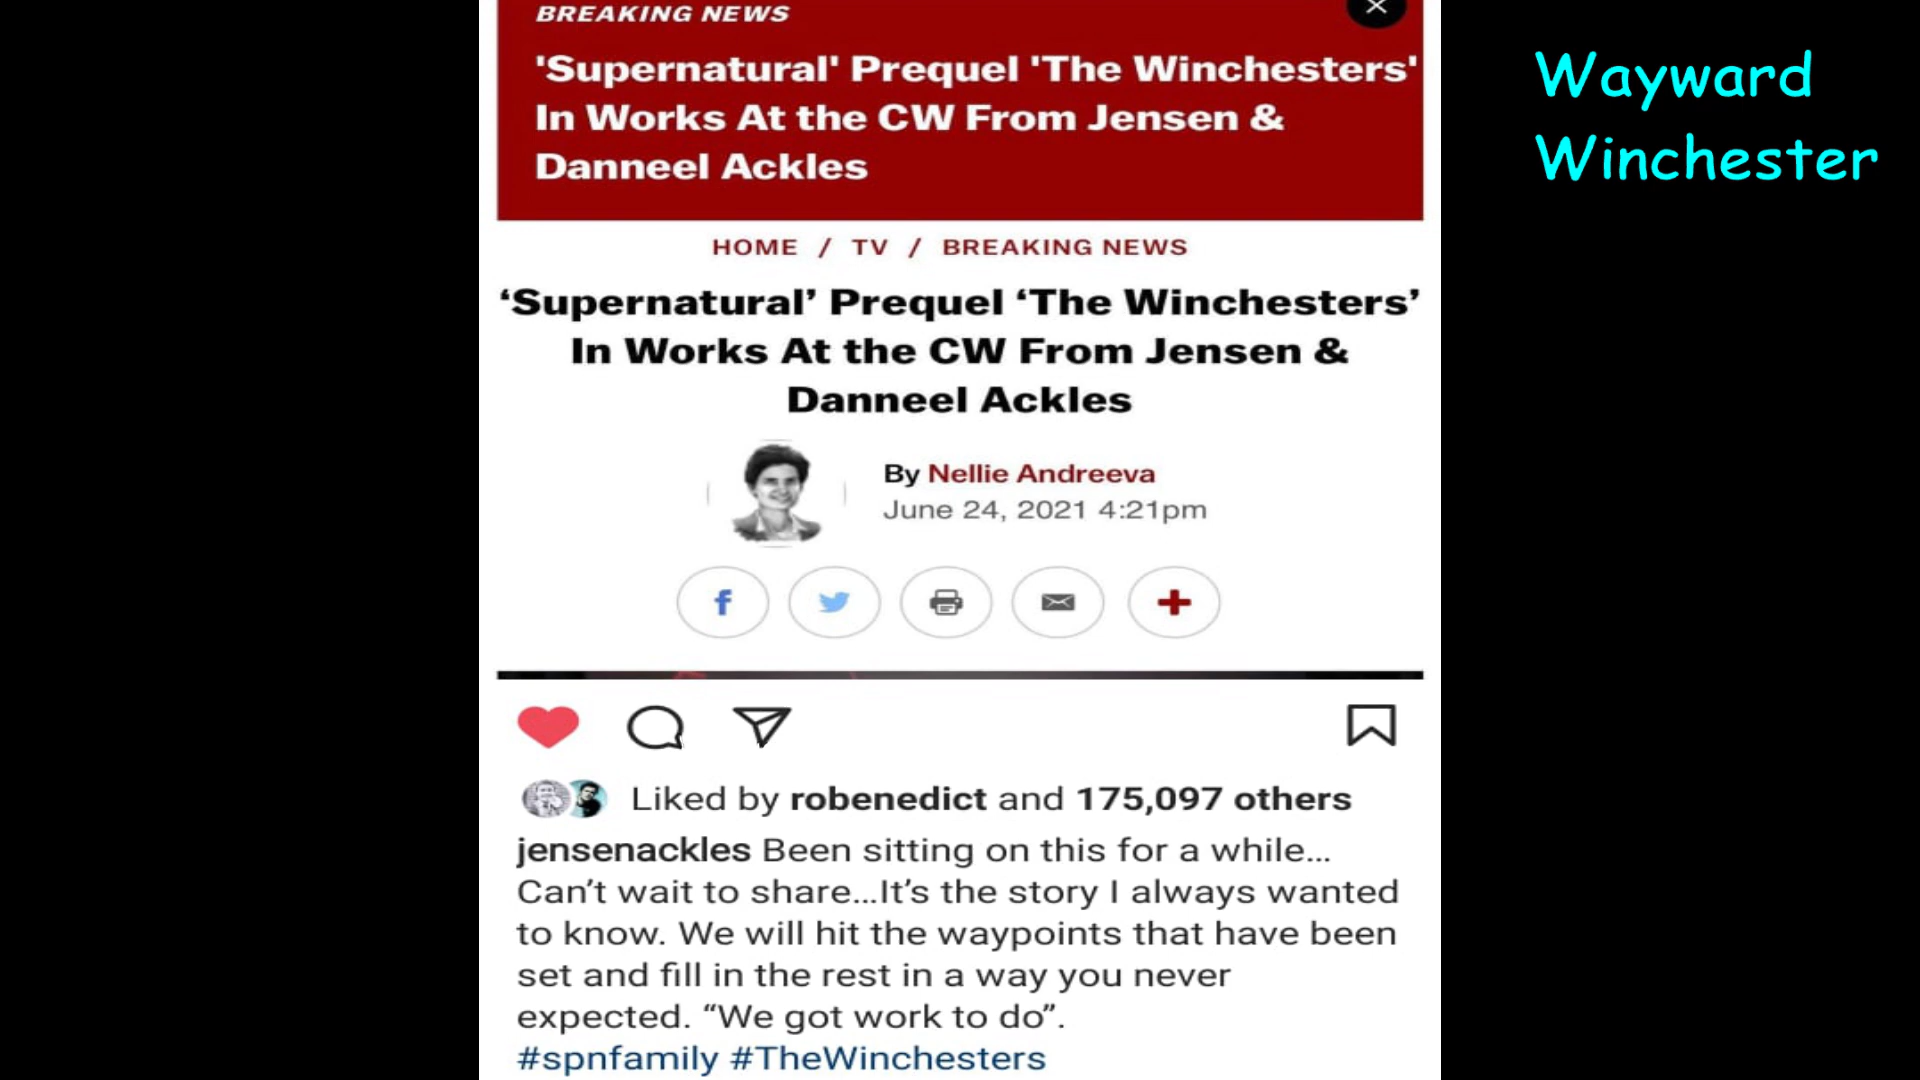 BREAKING NEWS
'Supernatural' Prequel 'The Winchesters'
In Works At the CW From Jensen &
Danneel Ackles
HOME / TV / BREAKING NEWS
‘Supernatural’ Prequel ‘The Winchesters’
In Works At the CW From Jensen &
Danneel Ackles
By Nellie Andreeva
June 24, 2021 4:21pm
Liked by robenedict and 175,097 others
jensenackles Been sitting on this for a while...
Can’t wait to share...It’s the story I always wanted
to know. We will hit the waypoints that have been
set and fill in the rest in a way you never
expected. “We got work to do”.
#spnfamily #TheWinchesters
Wayward
Winchester